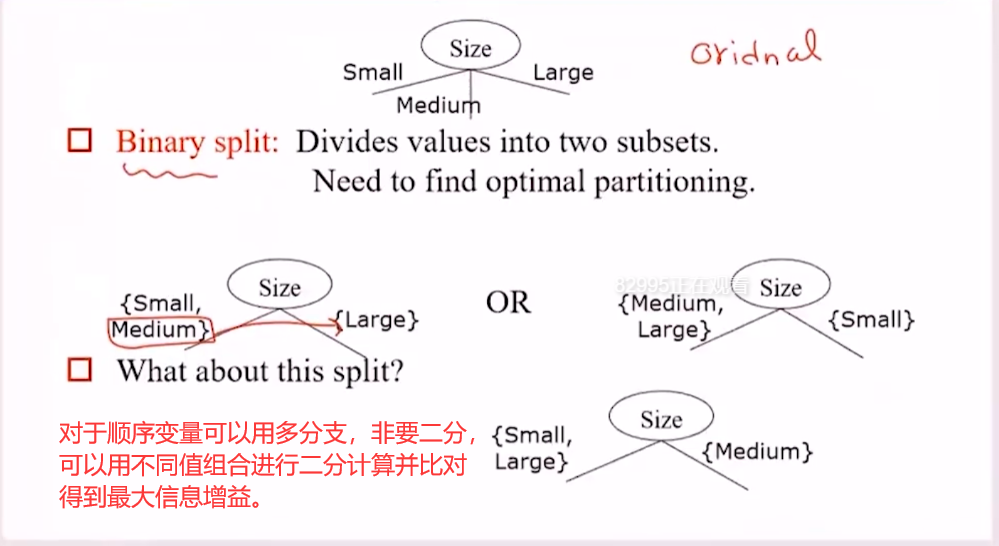 Size
oridnal
Small
Large
Medium
Binary split: Divides values into two subsets.
Need to find optimal partitioning.
82995正在观看
Size
{Small,
Medium}
{Large}
OR
Size
{Medium,
Large}
{Small}
What about this split?
Size
{Small,
Large}
{Medium}
对于顺序变量可以用多分支，非要二分，
可以用不同值组合进行二分计算并比对
得到最大信息增益。